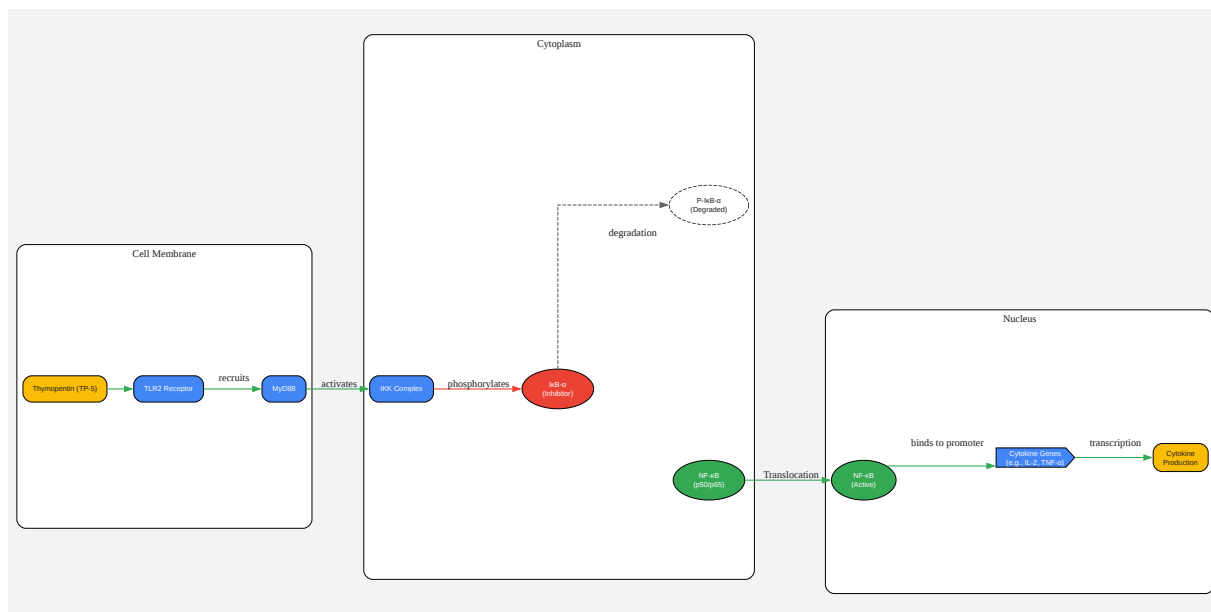 Cytoplasm
P-IκB-α
(Degraded)
degradation
Cell Membrane
Nucleus
Thymopentin (TP-5)
TLR2 Receptor
recruits
MyD88
activates
IKK Complex
phosphorylates
IκB-α
(Inhibitor)
NF-κB
(p50/p65)
Translocation
NF-κB
(Active)
binds to promoter
Cytokine Genes
(e.g., IL-2, TNF-α)
transcription
Cytokine
Production